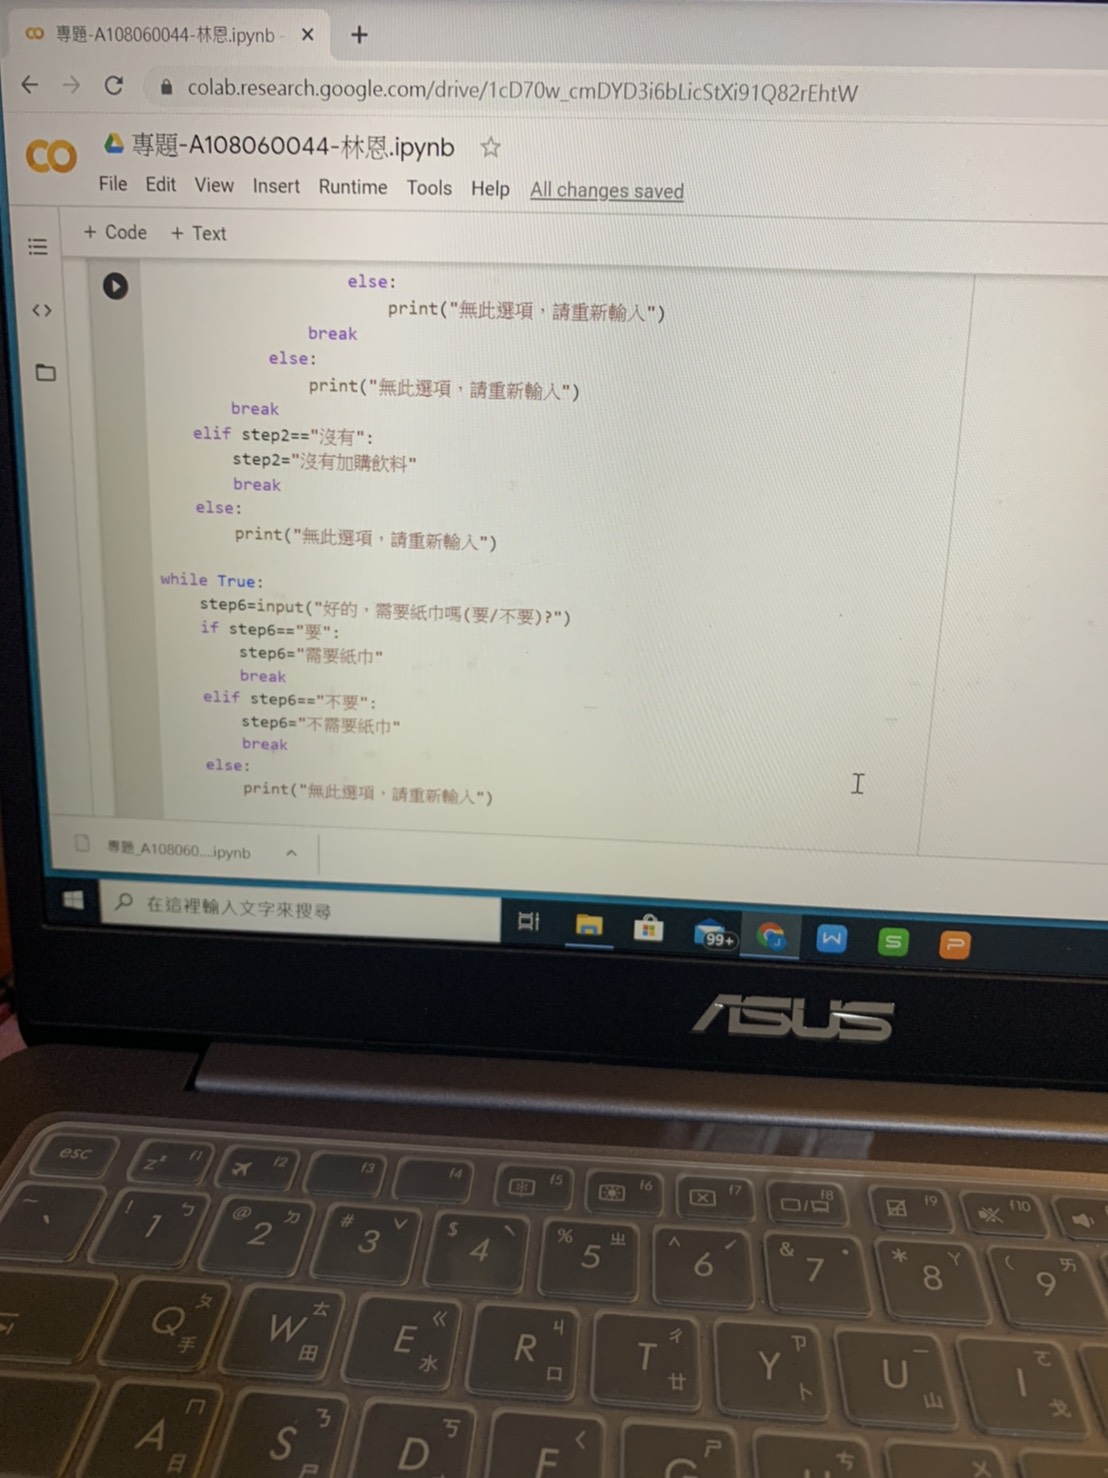 專題-A108060044-林恩.ipynb -
colab.research.google.com/drive/1cD70w_cmDYD3i6bLicStXi91Q82rEhtW
專題-A108060044-林恩.ipynb
File Edit View Insert Runtime Tools Help All changes saved
+ Code + Text
else:
print("無此選項，請重新輸入")
break
else:
print("無此選項，請重新輸入")
break
elif step2=="沒有":
step2="沒有加購飲料"
break
else:
print("無此選項，請重新輸入")
while True:
step6=input("好的，需要紙巾嗎(要/不要)?")
if step6=="要":
step6="需要紙巾"
break
elif step6=="不要":
step6="不需要紙巾"
break
else:
print("無此選項，請重新輸入")
專題_A108060....ipynb
在這裡輸入文字來搜尋
99+
ASUS
esc f1 f2 f3 f4 f5 f6 f7 f8 f9 f10
~ ! 1 ㄅ @ 2 ㄉ # 3 ˇ $ 4 ˋ % 5 ㄓ ^ 6 ˊ & 7 ˙ * 8 ㄚ ( 9 ㄞ
Q ㄆ 手 W ㄊ 田 E ㄍ 水 R ㄐ 口 T ㄔ 廿 Y ㄗ 卜 U ㄧ 山 I ㄛ 戈
A ㄇ 日 S ㄋ 尸 D ㄎ F ㄑ G ㄕ ㄘ